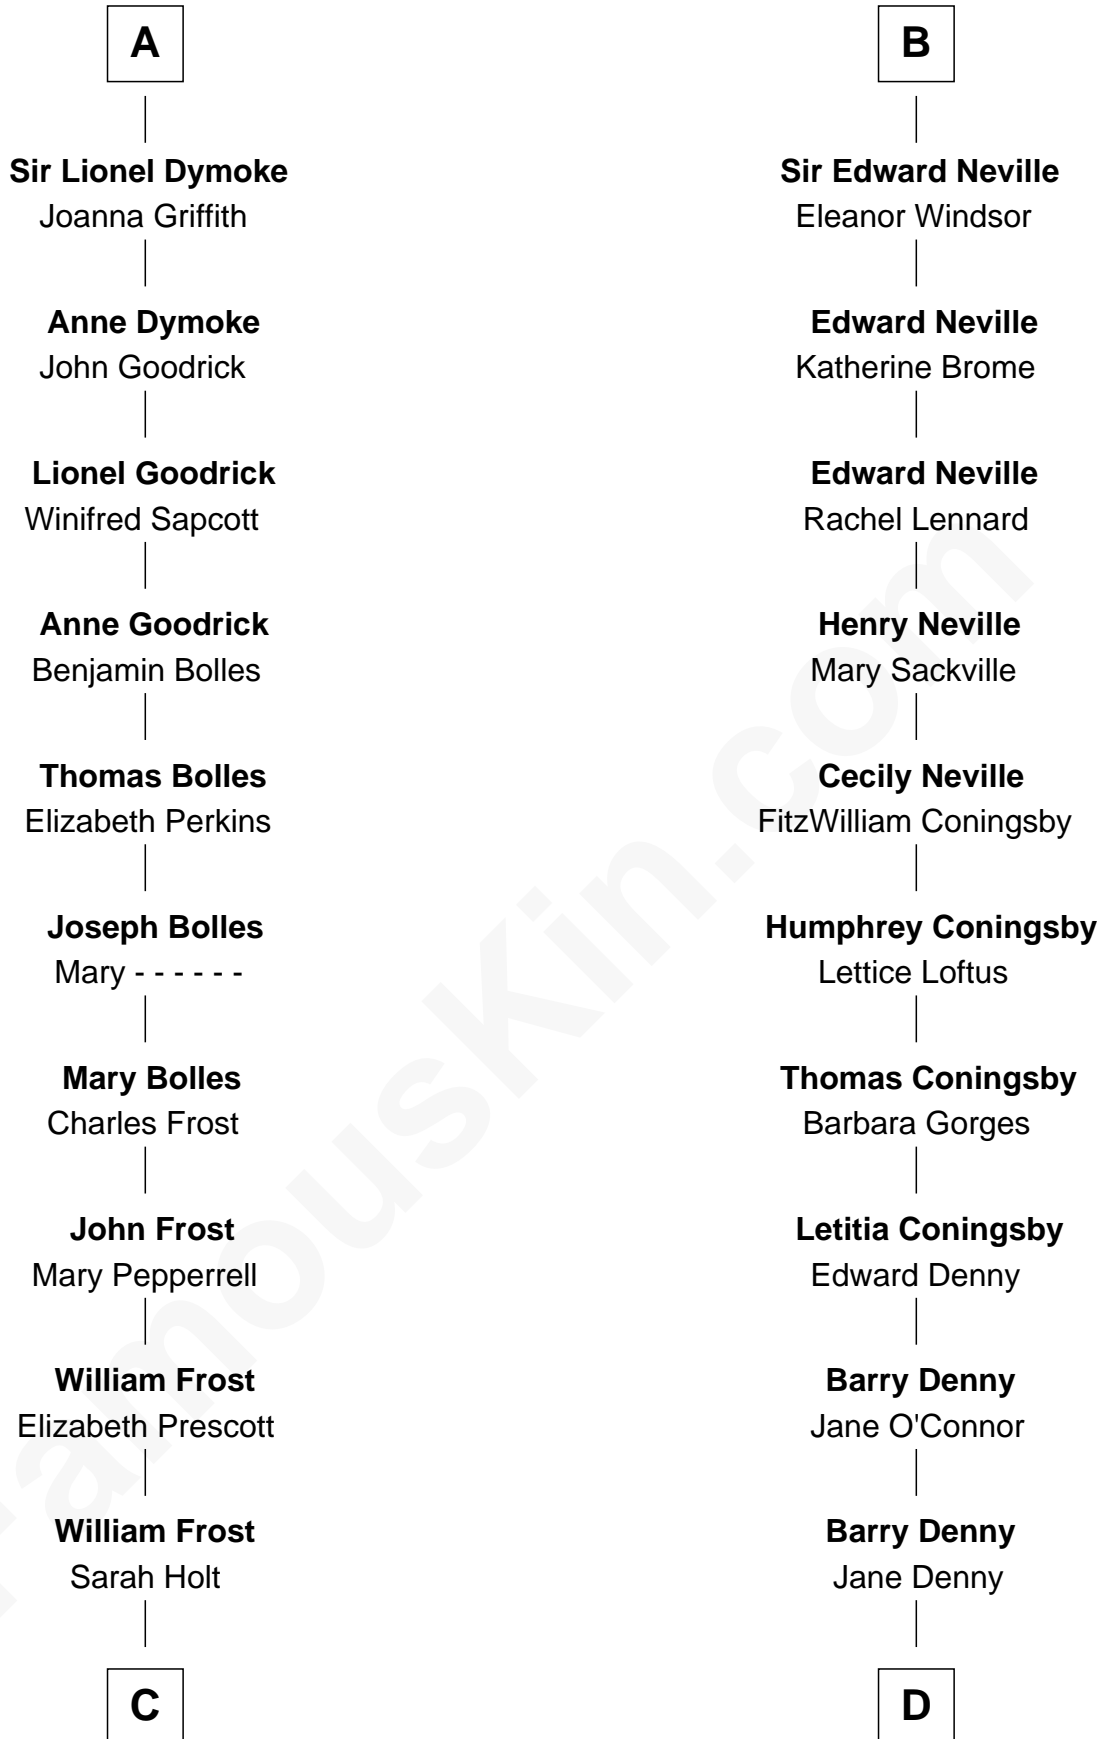 A
Sir Lionel Dymoke
Joanna Griffith
Anne Dymoke
John Goodrick
Lionel Goodrick
Winifred Sapcott
Anne Goodrick
Benjamin Bolles
Thomas Bolles
Elizabeth Perkins
Joseph Bolles
Mary - - - - - -
Mary Bolles
Charles Frost
John Frost
Mary Pepperrell
William Frost
Elizabeth Prescott
William Frost
Sarah Holt
C
B
Sir Edward Neville
Eleanor Windsor
Edward Neville
Katherine Brome
Edward Neville
Rachel Lennard
Henry Neville
Mary Sackville
Cecily Neville
FitzWilliam Coningsby
Humphrey Coningsby
Lettice Loftus
Thomas Coningsby
Barbara Gorges
Letitia Coningsby
Edward Denny
Barry Denny
Jane O'Connor
Barry Denny
Jane Denny
D
FamousKin.com